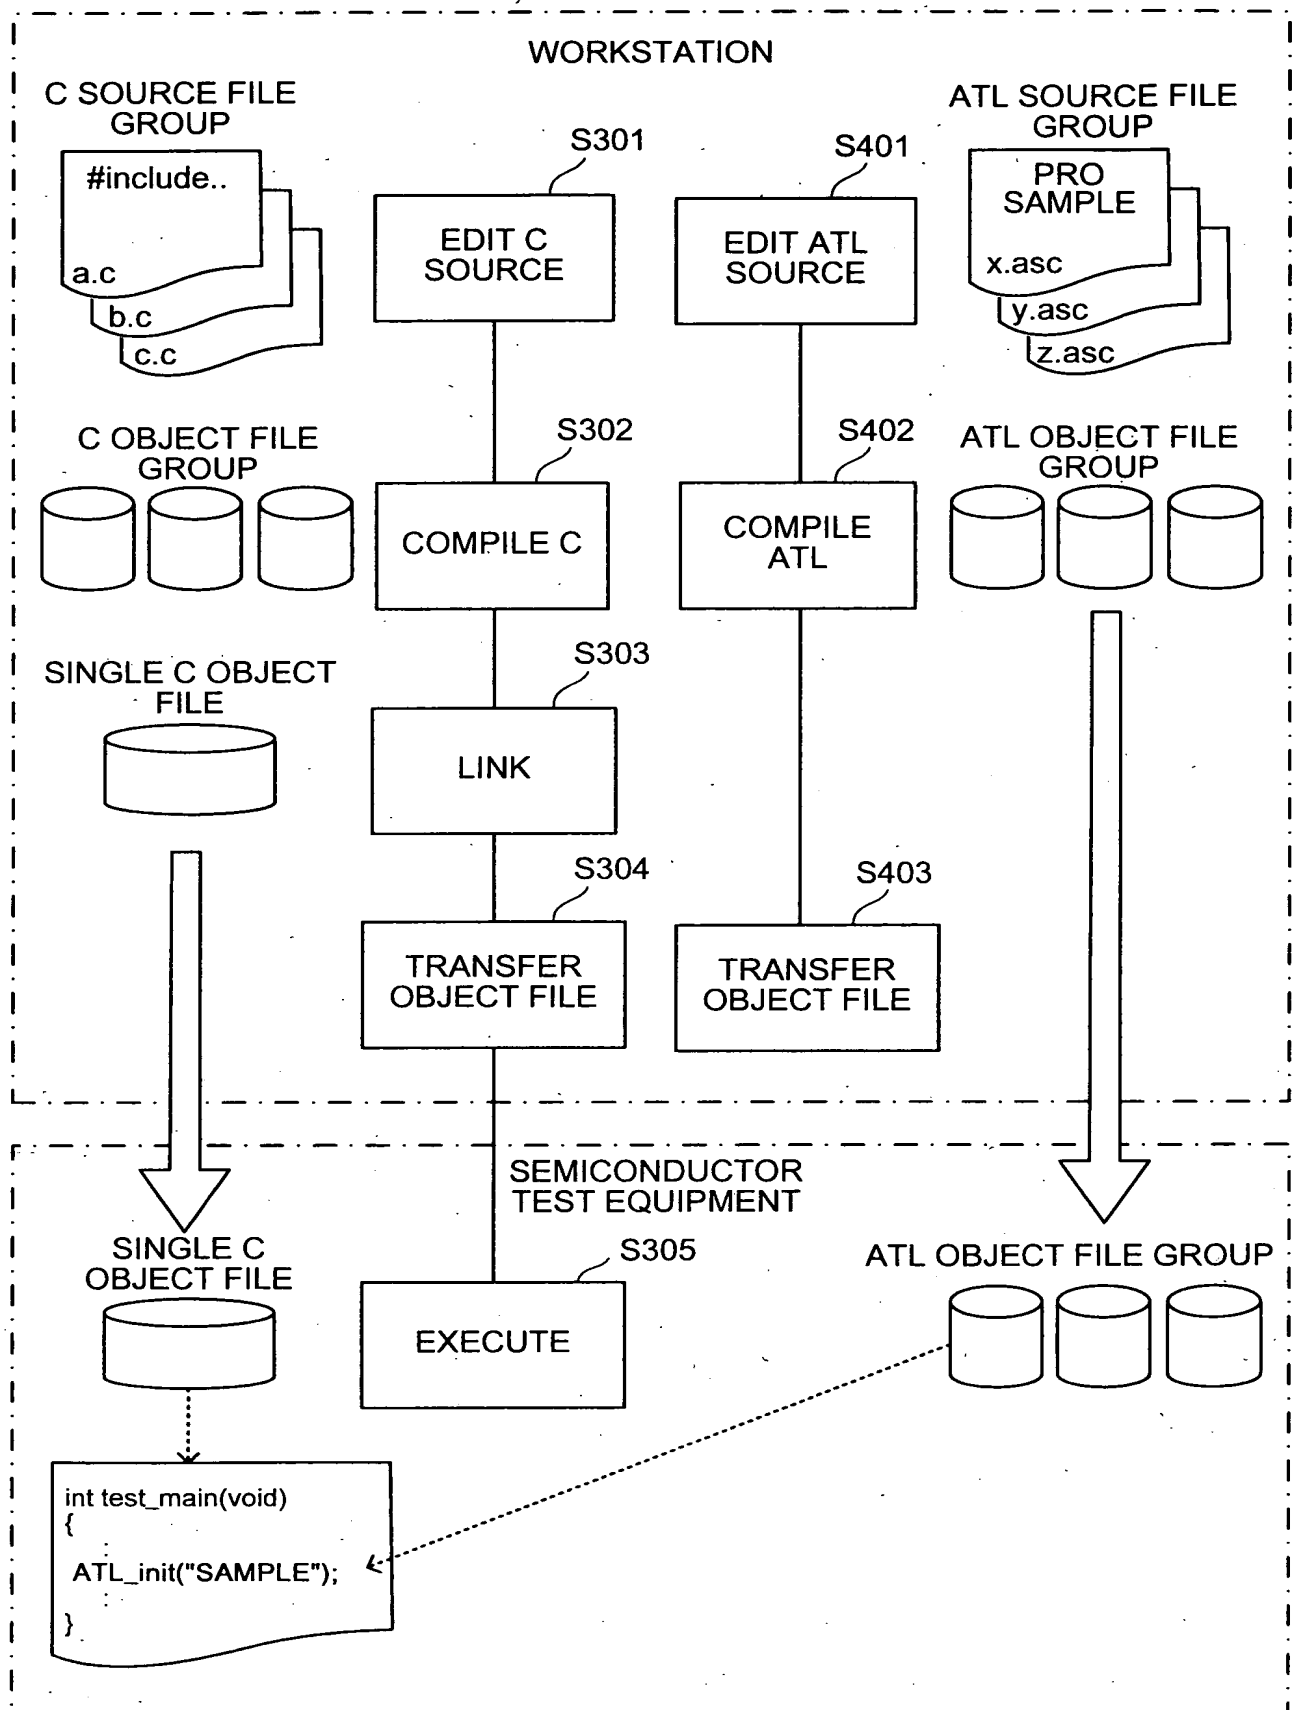 WORKSTATION
C SOURCE FILE
GROUP
#include..
a.c
b.c
c.c
S301
EDIT C
SOURCE
S401
EDIT ATL
SOURCE
ATL SOURCE FILE
GROUP
PRO
SAMPLE
x.asc
y.asc
z.asc
C OBJECT FILE
GROUP
S302
COMPILE C
S402
COMPILE
ATL
ATL OBJECT FILE
GROUP
SINGLE C OBJECT
FILE
S303
LINK
S304
TRANSFER
OBJECT FILE
S403
TRANSFER
OBJECT FILE
SEMICONDUCTOR
TEST EQUIPMENT
SINGLE C
OBJECT FILE
S305
EXECUTE
ATL OBJECT FILE GROUP
int test_main(void)
{
:
ATL_init("SAMPLE");
:
}